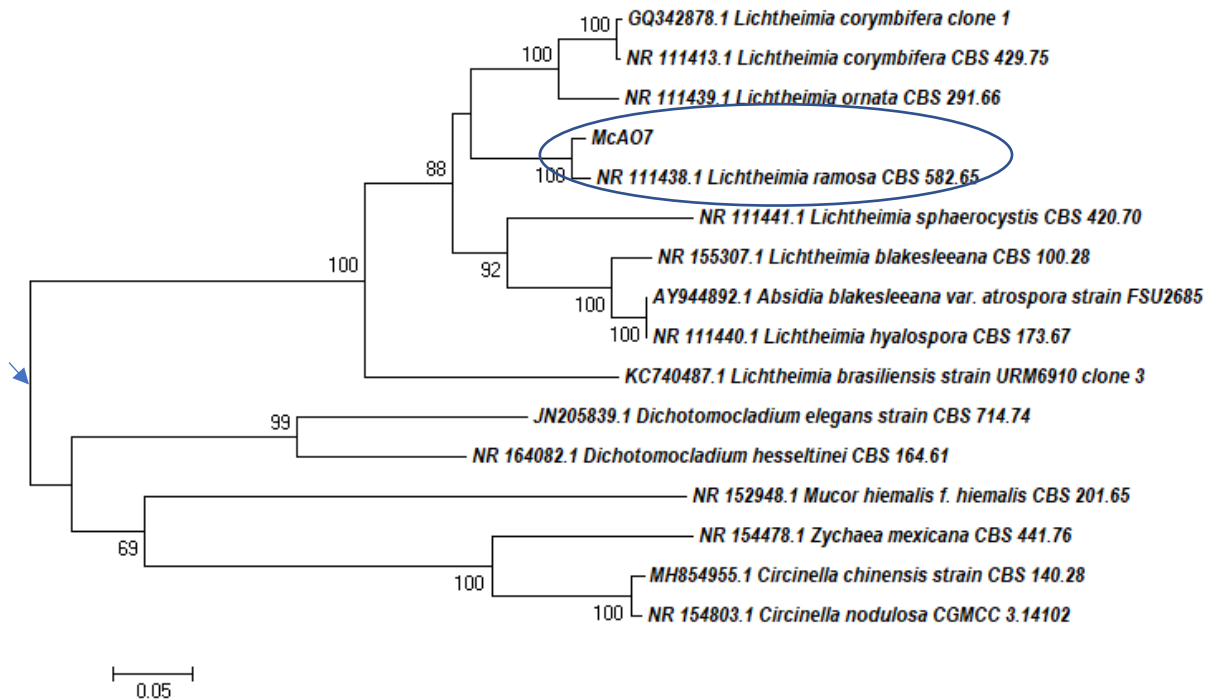 100 GQ342878.1 Lichtheimia corymbifera clone 1
100 NR 111413.1 Lichtheimia corymbifera CBS 429.75
NR 111439.1 Lichtheimia ornata CBS 291.66
McAO7
88 100 NR 111438.1 Lichtheimia ramosa CBS 582.65
NR 111441.1 Lichtheimia sphaerocystis CBS 420.70
100 92 NR 155307.1 Lichtheimia blakesleeana CBS 100.28
100 AY944892.1 Absidia blakesleeana var. atrospora strain FSU2685
100 NR 111440.1 Lichtheimia hyalospora CBS 173.67
KC740487.1 Lichtheimia brasiliensis strain URM6910 clone 3
99 JN205839.1 Dichotomocladium elegans strain CBS 714.74
NR 164082.1 Dichotomocladium hesseltinei CBS 164.61
NR 152948.1 Mucor hiemalis f. hiemalis CBS 201.65
69 NR 154478.1 Zychaea mexicana CBS 441.76
100 MH854955.1 Circinella chinensis strain CBS 140.28
100 NR 154803.1 Circinella nodulosa CGMCC 3.14102
0.05